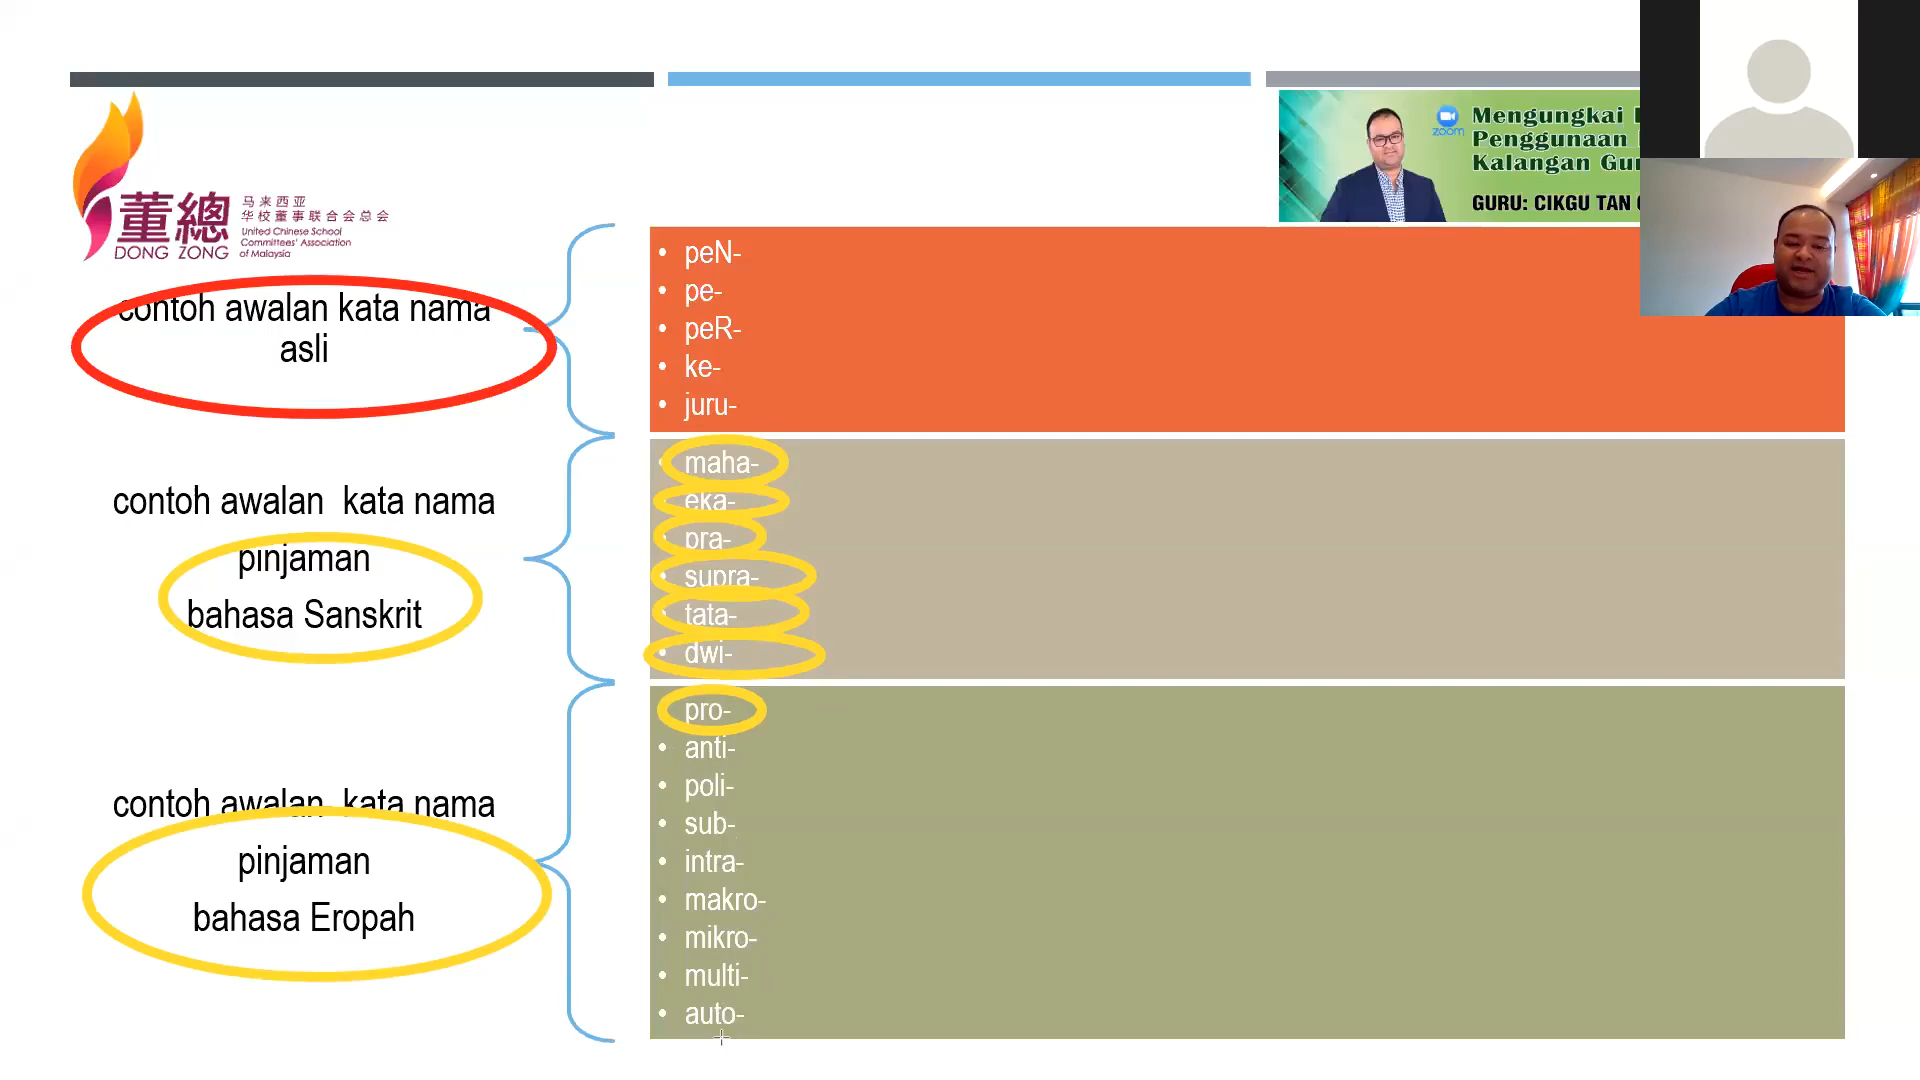 董總
DONG ZONG
马来西亚
华校董事联合会总会
United Chinese School
Committees' Association
of Malaysia
zoom
Mengungkai
Penggunaan
Kalangan
GURU: CIKGU TAN
contoh awalan kata nama
asli
• peN-
• pe-
• peR-
• ke-
• juru-
contoh awalan kata nama
pinjaman
bahasa Sanskrit
• maha-
eka-
• pra-
• supra-
• tata-
• dwi-
contoh awalan kata nama
pinjaman
bahasa Eropah
pro-
• anti-
• poli-
• sub-
• intra-
• makro-
• mikro-
• multi-
• auto-